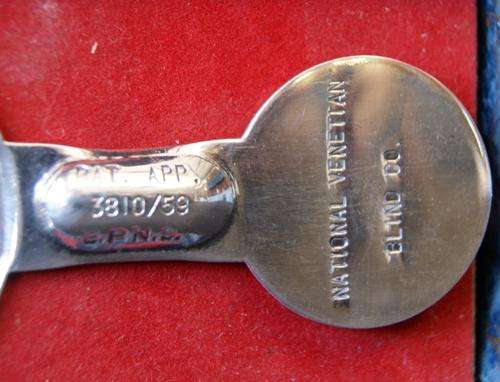 PAT. APP.
3810/59
E.P.N.S.
NATIONAL VENETIAN
BLIND CO.